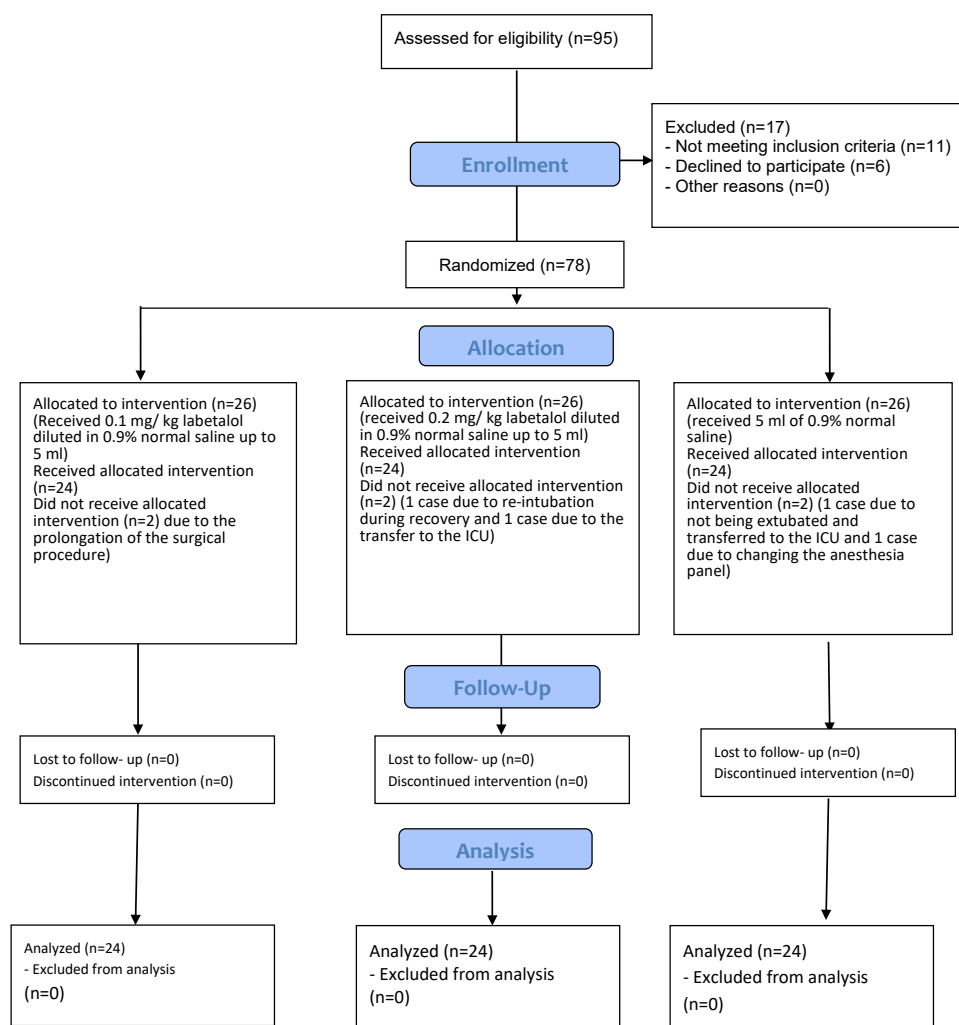 Assessed for eligibility (n=95)
Excluded (n=17)
- Not meeting inclusion criteria (n=11)
- Declined to participate (n=6)
- Other reasons (n=0)
Enrollment
Randomized (n=78)
Allocation
Allocated to intervention (n=26)
(Received 0.1 mg/ kg labetalol
diluted in 0.9% normal saline up to
5 ml)
Received allocated intervention
(n=24)
Did not receive allocated
intervention (n=2) due to the
prolongation of the surgical
procedure)
Allocated to intervention (n=26)
(received 0.2 mg/ kg labetalol diluted
in 0.9% normal saline up to 5 ml)
Received allocated intervention
(n=24)
Did not receive allocated
intervention (n=2) (1 case due to re-intubation
during recovery and 1 case due to the
transfer to the ICU)
Allocated to intervention (n=26)
(received 5 ml of 0.9% normal
saline)
Received allocated intervention
(n=24)
Did not receive allocated
intervention (n=2) (1 case due to
not being extubated and
transferred to the ICU and 1 case
due to changing the anesthesia
panel)
Follow-Up
Lost to follow- up (n=0)
Discontinued intervention (n=0)
Lost to follow- up (n=0)
Discontinued intervention (n=0)
Lost to follow- up (n=0)
Discontinued intervention (n=0)
Analysis
Analyzed (n=24)
- Excluded from analysis
(n=0)
Analyzed (n=24)
- Excluded from analysis
(n=0)
Analyzed (n=24)
- Excluded from analysis
(n=0)